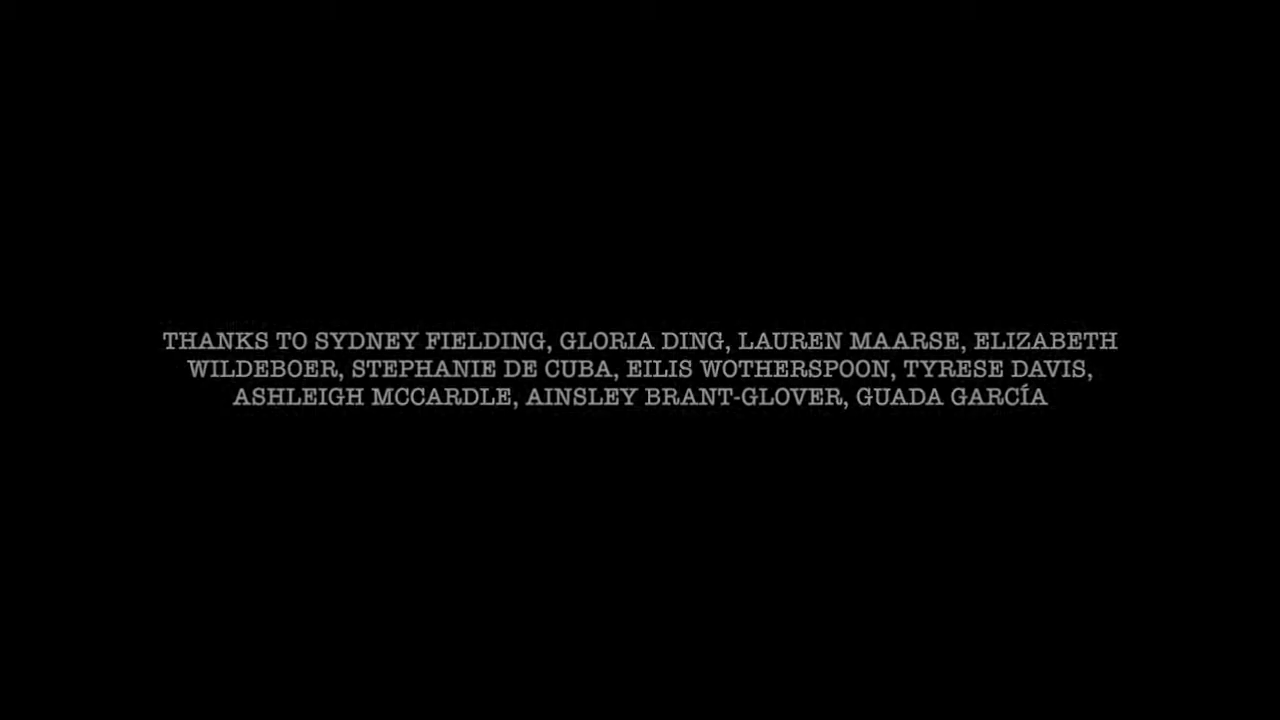 THANKS TO SYDNEY FIELDING, GLORIA DING, LAUREN MAARSE, ELIZABETH
WILDEBOER, STEPHANIE DE CUBA, EILIS WOTHERSPOON, TYRESE DAVIS,
ASHLEIGH MCCARDLE, AINSLEY BRANT-GLOVER, GUADA GARCÍA